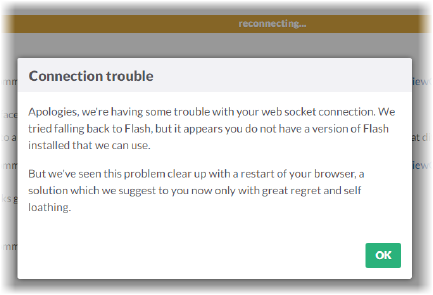 reconnecting...
Connection trouble
Apologies, we're having some trouble with your web socket connection. We
tried falling back to Flash, but it appears you do not have a version of Flash
installed that we can use.
But we've seen this problem clear up with a restart of your browser, a
solution which we suggest to you now only with great regret and self
loathing.
OK